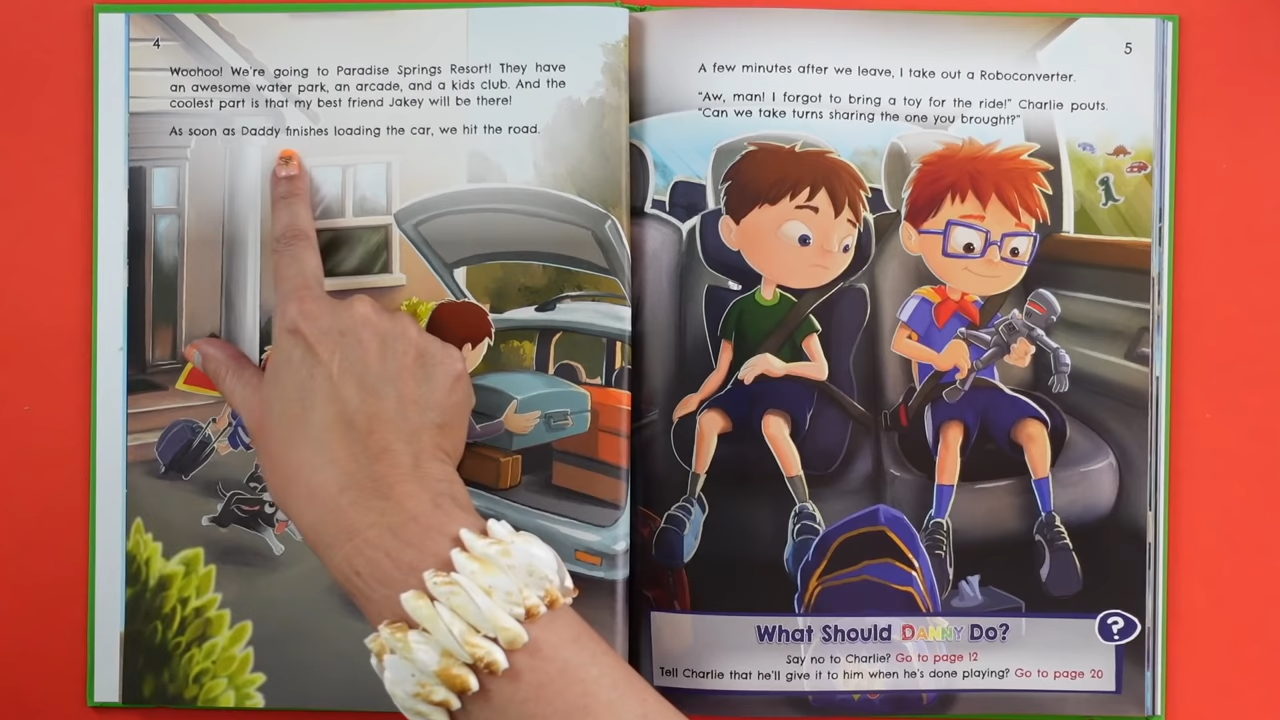 4
Woohoo! We're going to Paradise Springs Resort! They have
an awesome water park, an arcade, and a kids club. And the
coolest part is that my best friend Jakey will be there!
As soon as Daddy finishes loading the car, we hit the road.
5
A few minutes after we leave, I take out a Roboconverter.
"Aw, man! I forgot to bring a toy for the ride!" Charlie pouts.
"Can we take turns sharing the one you brought?"
What Should DANNY Do?
?
Say no to Charlie? Go to page 12
Tell Charlie that he'll give it to him when he's done playing? Go to page 20